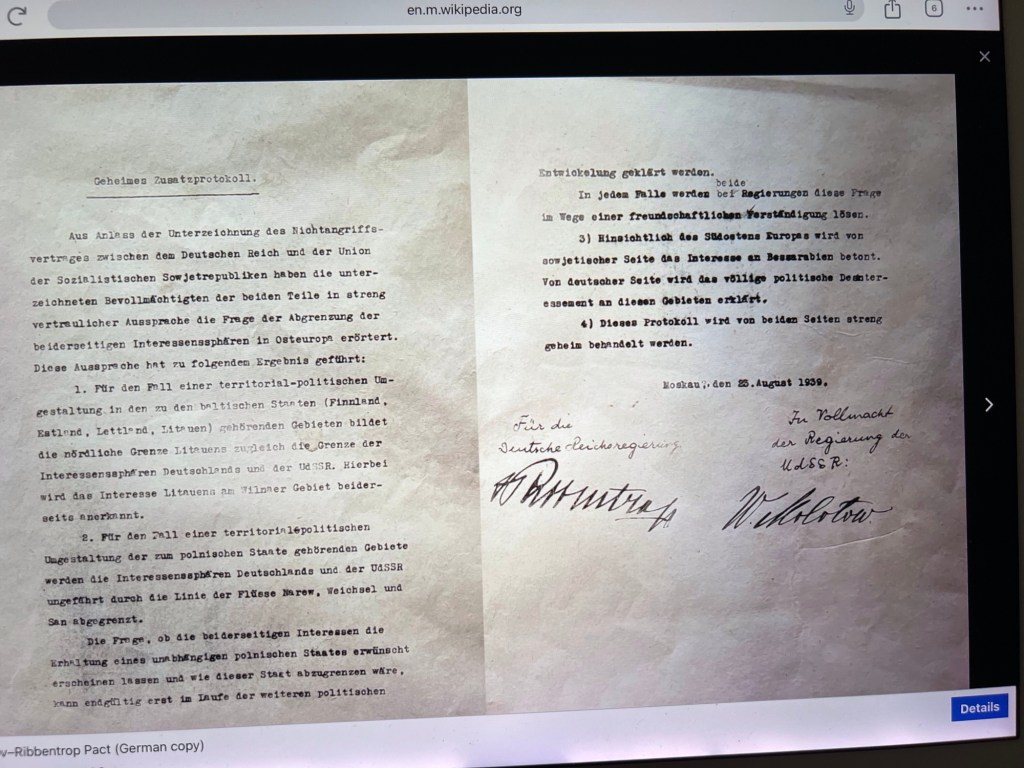 en.m.wikipedia.org
6
Geheimes Zusatzprotokoll.
Aus Anlass der Unterzeichnung des Nichtangriffs-
vertrages zwischen dem Deutschen Reich und der Union
der Sozialistischen Sowjetrepubliken haben die unter-
zeichneten Bevollmächtigten der beiden Teile in streng
vertraulicher Aussprache die Frage der Abgrenzung der
beiderseitigen Interessenssphären in Osteuropa erörtert.
Diese Aussprache hat zu folgendem Ergebnis geführt:
1. Für den Fall einer territorial-politischen Um-
gestaltung in den zu den baltischen Staaten (Finnland,
Estland, Lettland, Litauen) gehörenden Gebieten bildet
die nördliche Grenze Litauens zugleich die Grenze der
Interessensphären Deutschlands und der UdSSR. Hierbei
wird das Interesse Litauens am Wilnaer Gebiet beider-
seits anerkannt.
2. Für den Fall einer territorial-politischen
Umgestaltung der zum polnischen Staate gehörenden Gebiete
werden die Interessenssphären Deutschlands und der UdSSR
ungefährt durch die Linie der Flüsse Narew, Weichsel und
San abgegrenzt.
Die Frage, ob die beiderseitigen Interessen die
Erhaltung eines unabhängigen polnischen Staates erwünscht
erscheinen lassen und wie dieser Staat abzugrenzen wäre,
kann endgültig erst im Laufe der weiteren politischen
Entwickelung geklärt werden.
beide
In jedem Falle werden bei Regierungen diese Frage
im Wege einer freundschaftlichen Verständigung lösen.
3) Hinsichtlich des Südostens Europas wird von
sowjetischer Seite das Interesse an Bessarabien betont.
Von deutscher Seite wird das völlige politische Desinter-
essement an diesen Gebieten erklärt.
4) Dieses Protokoll wird von beiden Seiten streng
geheim behandelt werden.
Moskau, den 23. August 1939.
Für die
Deutsche Reichsregierung
Ribbentrop
In Vollmacht
der Regierung der
UdSSR:
W. Molotow
Details
v–Ribbentrop Pact (German copy)